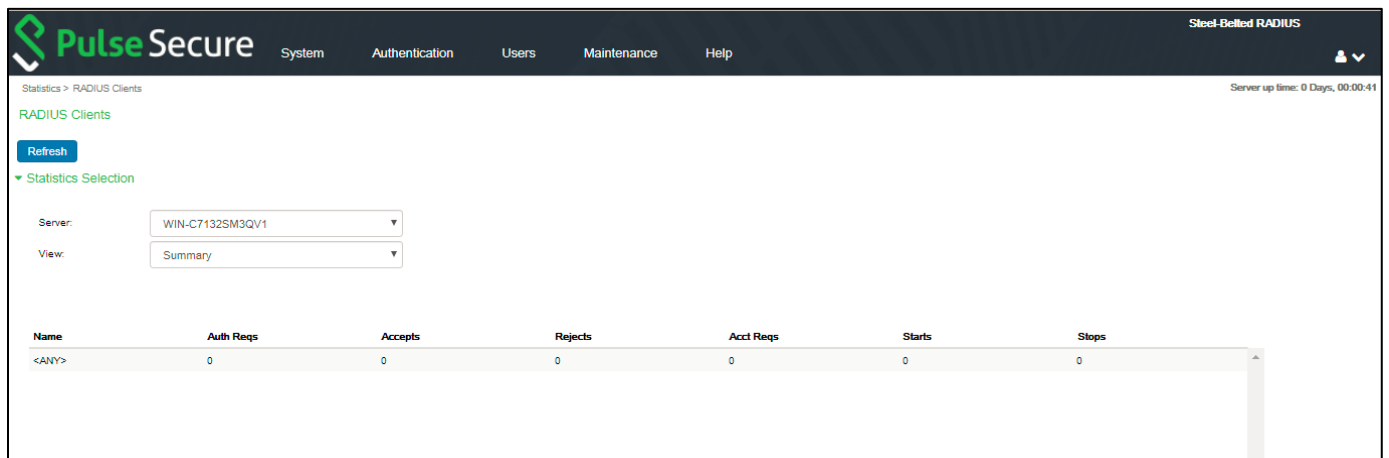 Steel-Belted RADIUS
Pulse Secure System Authentication Users Maintenance Help
Statistics > RADIUS Clients Server up time: 0 Days, 00:00:41
RADIUS Clients
Refresh
Statistics Selection
Server: WIN-C7132SM3QV1
View: Summary
Name Auth Reqs Accepts Rejects Acct Reqs Starts Stops
<ANY> 0 0 0 0 0 0